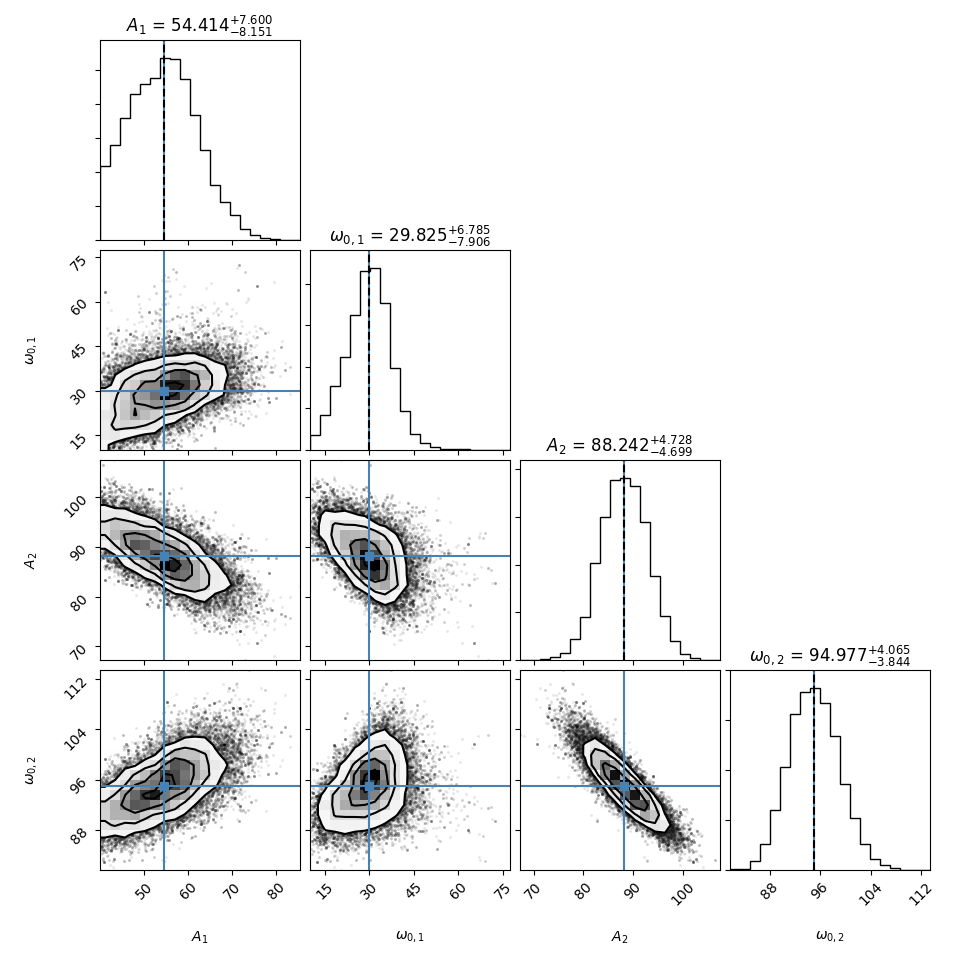 A₁ = 54.414⁺⁷·⁶⁰⁰₋₈.₁₅₁
ω₀,₁ = 29.825⁺⁶·⁷⁸⁵₋₇.₉₀₆
75
60
45
30
15
ω₀,₁
A₂ = 88.242⁺⁴·⁷²⁸₋₄.₆₉₉
100
90
80
70
A₂
ω₀,₂ = 94.977⁺⁴·⁰⁶⁵₋₃.₈₄₄
112
104
96
88
ω₀,₂
50 60 70 80
15 30 45 60 75
70 80 90 100
88 96 104 112
A₁ ω₀,₁ A₂ ω₀,₂